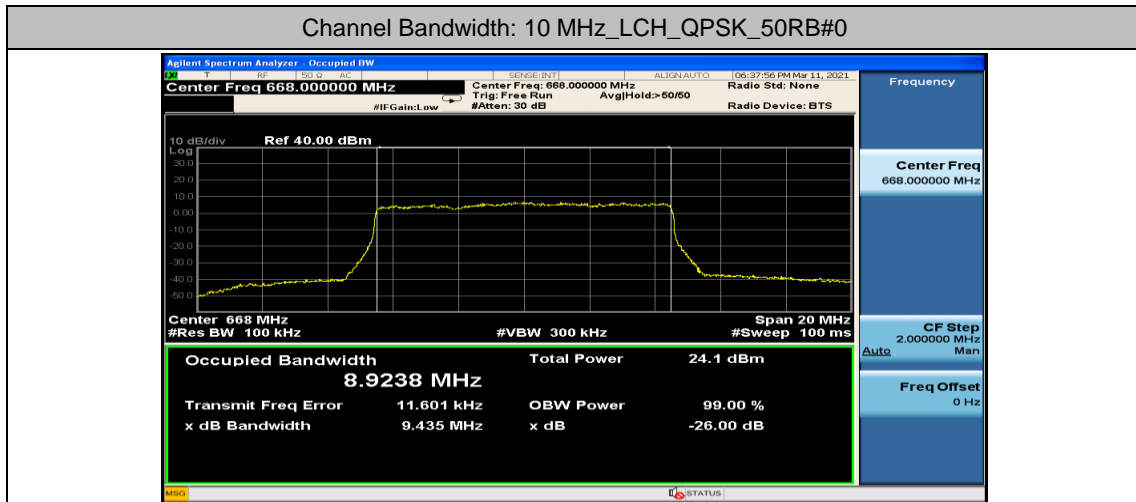 Channel Bandwidth: 10 MHz_LCH_QPSK_50RB#0
Agilent Spectrum Analyzer - Occupied BW
LXI T RF 50 Ω AC SENSE:INT ALIGN AUTO 06:37:56 PM Mar 11, 2021
Center Freq 668.000000 MHz
Center Freq: 668.000000 MHz
Radio Std: None
Trig: Free Run Avg|Hold:>50/50
#IFGain:Low #Atten: 30 dB Radio Device: BTS
10 dB/div Ref 40.00 dBm
Log
30.0
20.0
10.0
0.00
-10.0
-20.0
-30.0
-40.0
-50.0
Center 668 MHz Span 20 MHz
#Res BW 100 kHz #VBW 300 kHz #Sweep 100 ms
Occupied Bandwidth Total Power 24.1 dBm
8.9238 MHz
Transmit Freq Error 11.601 kHz OBW Power 99.00 %
x dB Bandwidth 9.435 MHz x dB -26.00 dB
MSG STATUS
Frequency
Center Freq
668.000000 MHz
CF Step
2.000000 MHz
Auto Man
Freq Offset
0 Hz